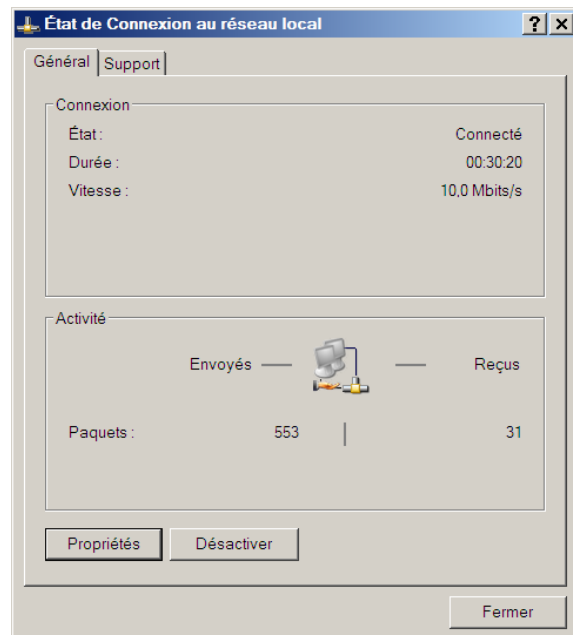 État de Connexion au réseau local
Général Support
Connexion
État : Connecté
Durée : 00:30:20
Vitesse : 10,0 Mbits/s
Activité
Envoyés — — Reçus
Paquets : 553 31
Propriétés Désactiver
Fermer